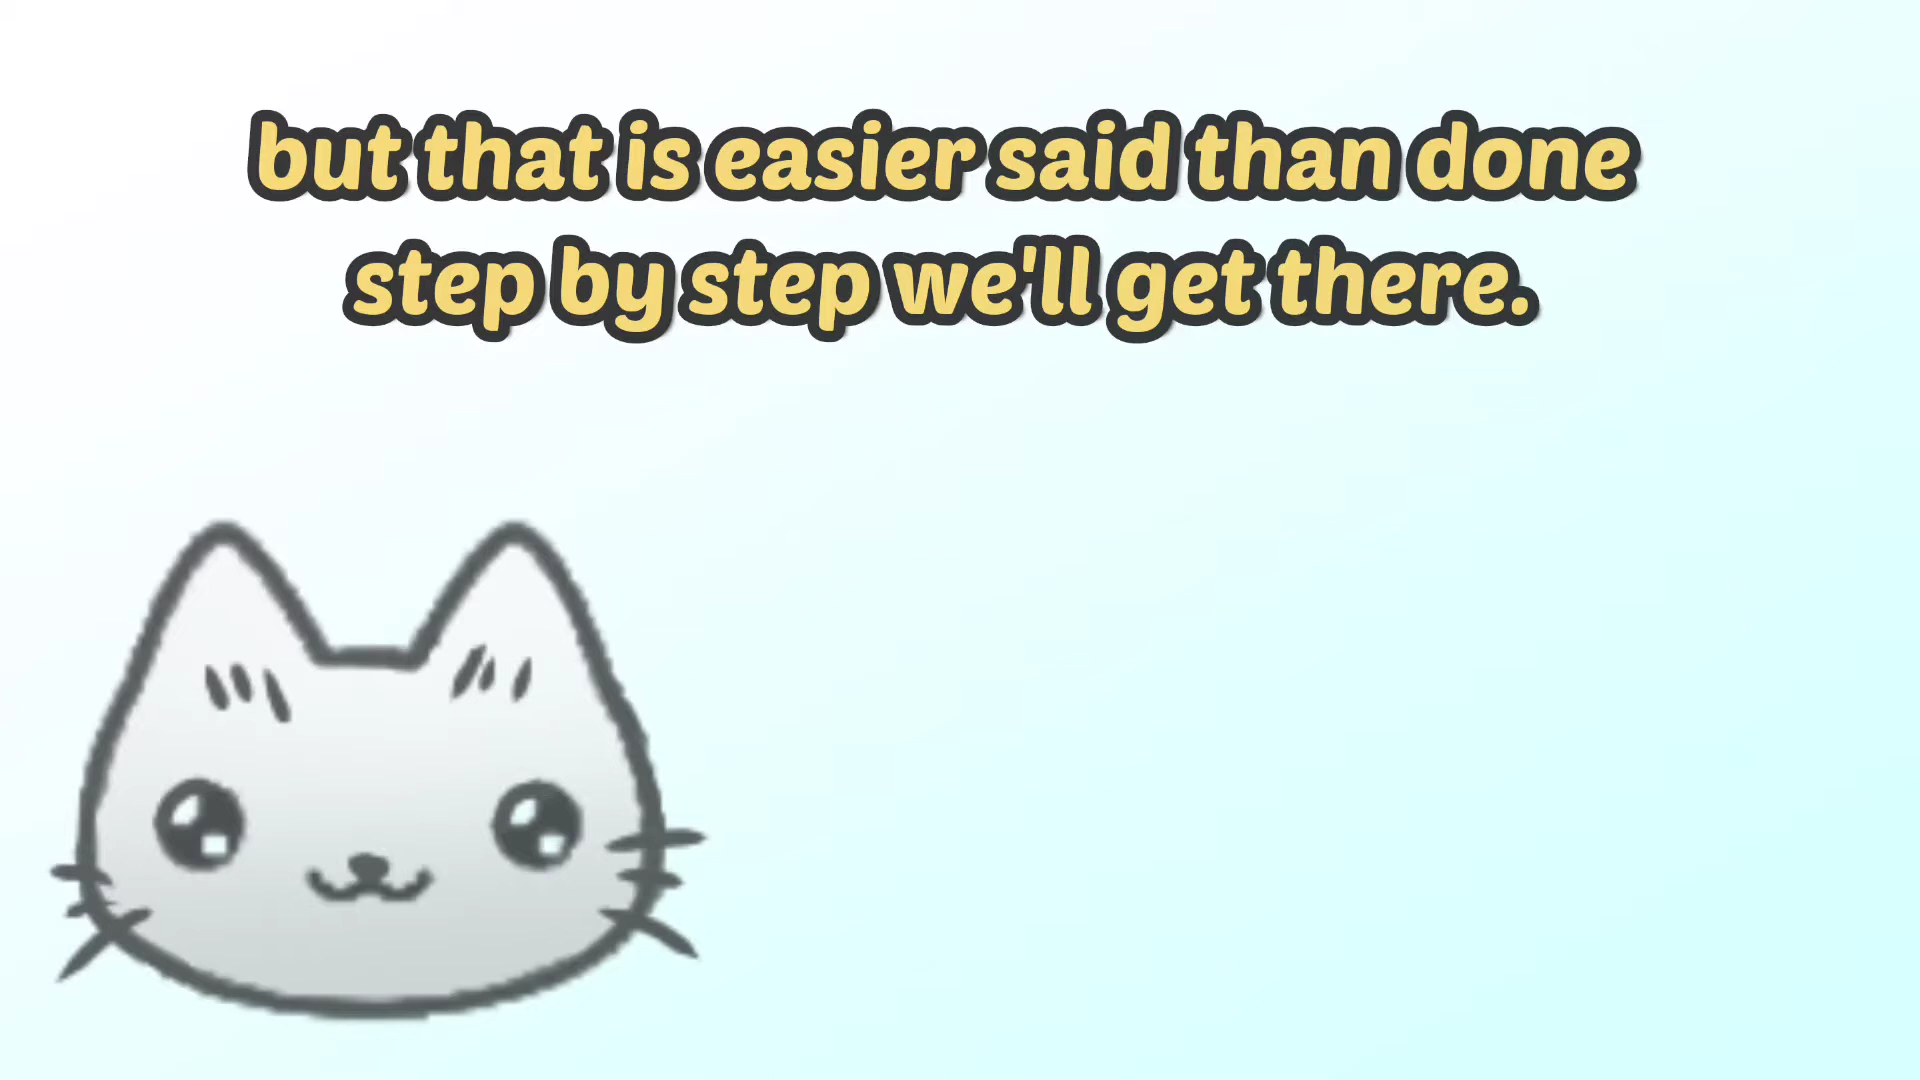 but that is easier said than done
step by step we'll get there.